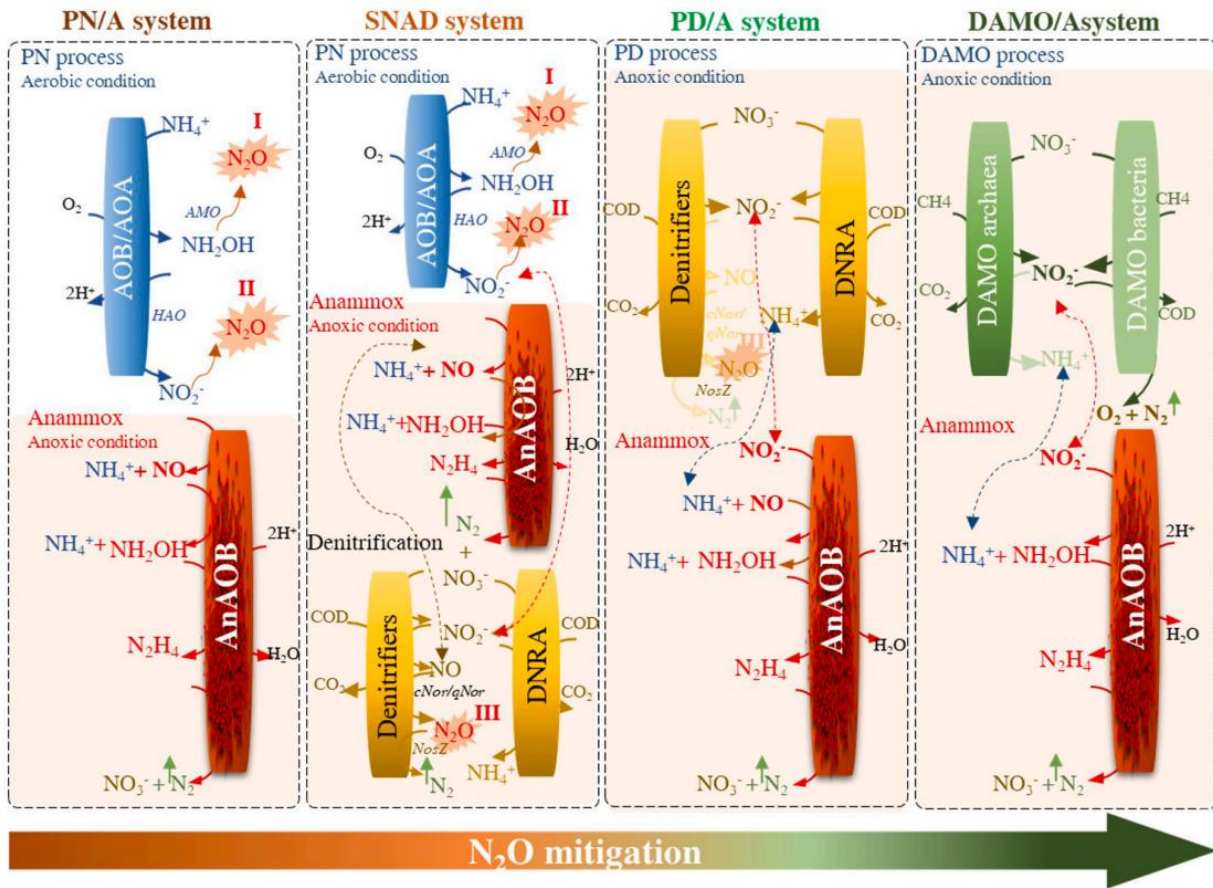 PN/A system
PN process
Aerobic condition
AOB/AOA
NH₄⁺
I
N₂O
O₂
AMO
NH₂OH
2H⁺
HAO
II
N₂O
NO₂⁻
Anammox
Anoxic condition
NH₄⁺ + NO
NH₄⁺ + NH₂OH
2H⁺
AnAOB
N₂H₄
H₂O
NO₃⁻ + N₂
SNAD system
PN process
Aerobic condition
AOB/AOA
NH₄⁺
I
N₂O
O₂
AMO
NH₂OH
2H⁺
HAO
II
N₂O
NO₂⁻
Anammox
Anoxic condition
NH₄⁺ + NO
2H⁺
NH₄⁺ + NH₂OH
AnAOB
H₂O
N₂H₄
N₂
Denitrification +
NO₃⁻
COD
NO₂⁻
COD
Denitrifiers
DNRA
NO
CO₂
cNor/qNor
CO₂
III
N₂O
NosZ
N₂
NH₄⁺
PD/A system
PD process
Anoxic condition
NO₃⁻
Denitrifiers
DNRA
COD
NO₂⁻
COD
NO
CO₂
cNor/
qNor
NH₄⁺
CO₂
III
N₂O
NosZ
N₂
Anammox
NO₂⁻
NH₄⁺ + NO
2H⁺
NH₄⁺ + NH₂OH
AnAOB
H₂O
N₂H₄
NO₃⁻ + N₂
DAMO/Asystem
DAMO process
Anoxic condition
NO₃⁻
DAMO archaea
DAMO bacteria
CH4
CH4
NO₂⁻
CO₂
COD
NH₄⁺
O₂ + N₂
Anammox
NO₂⁻
2H⁺
NH₄⁺ + NH₂OH
AnAOB
H₂O
N₂H₄
NO₃⁻ + N₂
N₂O mitigation